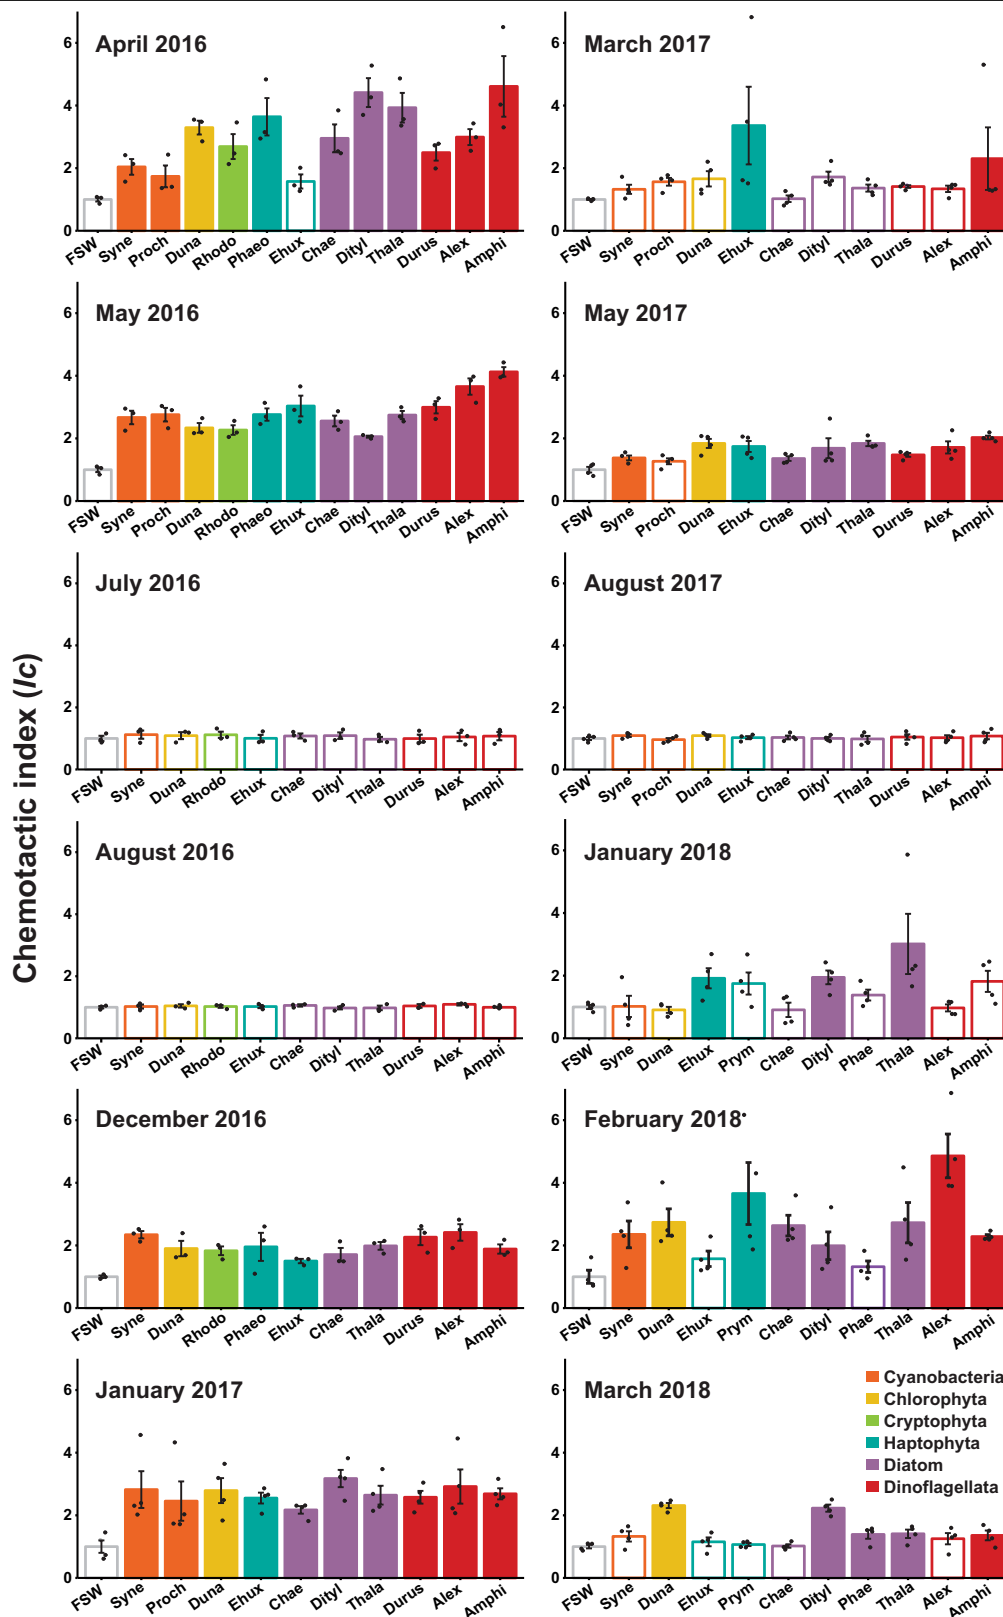 Chemotactic index (Ic)
April 2016
6
4
2
0
FSW Syne Proch Duna Rhodo Phaeo Ehux Chae Dityl Thala Durus Alex Amphi
March 2017
6
4
2
0
FSW Syne Proch Duna Ehux Chae Dityl Thala Durus Alex Amphi
May 2016
6
4
2
0
FSW Syne Proch Duna Rhodo Phaeo Ehux Chae Dityl Thala Durus Alex Amphi
May 2017
6
4
2
0
FSW Syne Proch Duna Ehux Chae Dityl Thala Durus Alex Amphi
July 2016
6
4
2
0
FSW Syne Duna Rhodo Ehux Chae Dityl Thala Durus Alex Amphi
August 2017
6
4
2
0
FSW Syne Proch Duna Ehux Chae Dityl Thala Durus Alex Amphi
August 2016
6
4
2
0
FSW Syne Duna Rhodo Ehux Chae Dityl Thala Durus Alex Amphi
January 2018
6
4
2
0
FSW Syne Duna Ehux Prym Chae Dityl Phae Thala Alex Amphi
December 2016
6
4
2
0
FSW Syne Duna Rhodo Phaeo Ehux Chae Thala Durus Alex Amphi
February 2018
6
4
2
0
FSW Syne Duna Ehux Prym Chae Dityl Phae Thala Alex Amphi
January 2017
6
4
2
0
FSW Syne Proch Duna Ehux Chae Dityl Thala Durus Alex Amphi
March 2018
6
4
2
0
FSW Syne Duna Ehux Prym Chae Dityl Phae Thala Alex Amphi
Cyanobacteria
Chlorophyta
Cryptophyta
Haptophyta
Diatom
Dinoflagellata